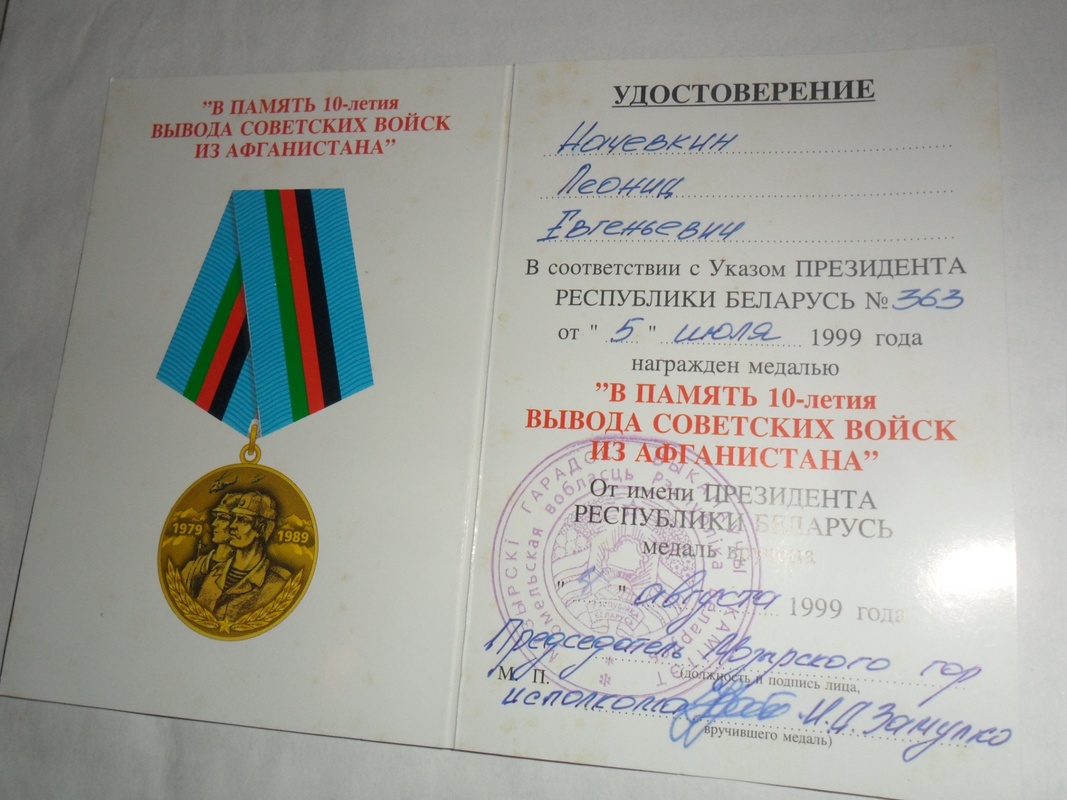 "В ПАМЯТЬ 10-летия
ВЫВОДА СОВЕТСКИХ ВОЙСК
ИЗ АФГАНИСТАНА"
1979
1989
УДОСТОВЕРЕНИЕ
Начевкин
Леонид
Евгеньевич
В соответствии с Указом ПРЕЗИДЕНТА
РЕСПУБЛИКИ БЕЛАРУСЬ № 363
от " 5 " июля 1999 года
награжден медалью
"В ПАМЯТЬ 10-летия
ВЫВОДА СОВЕТСКИХ ВОЙСК
ИЗ АФГАНИСТАНА"
От имени ПРЕЗИДЕНТА
РЕСПУБЛИКИ БЕЛАРУСЬ
медаль вручена
" " августа 1999 года
Председатель Мозырского гор
М. П.
(должность и подпись лица,
исполкома
вручившего медаль)